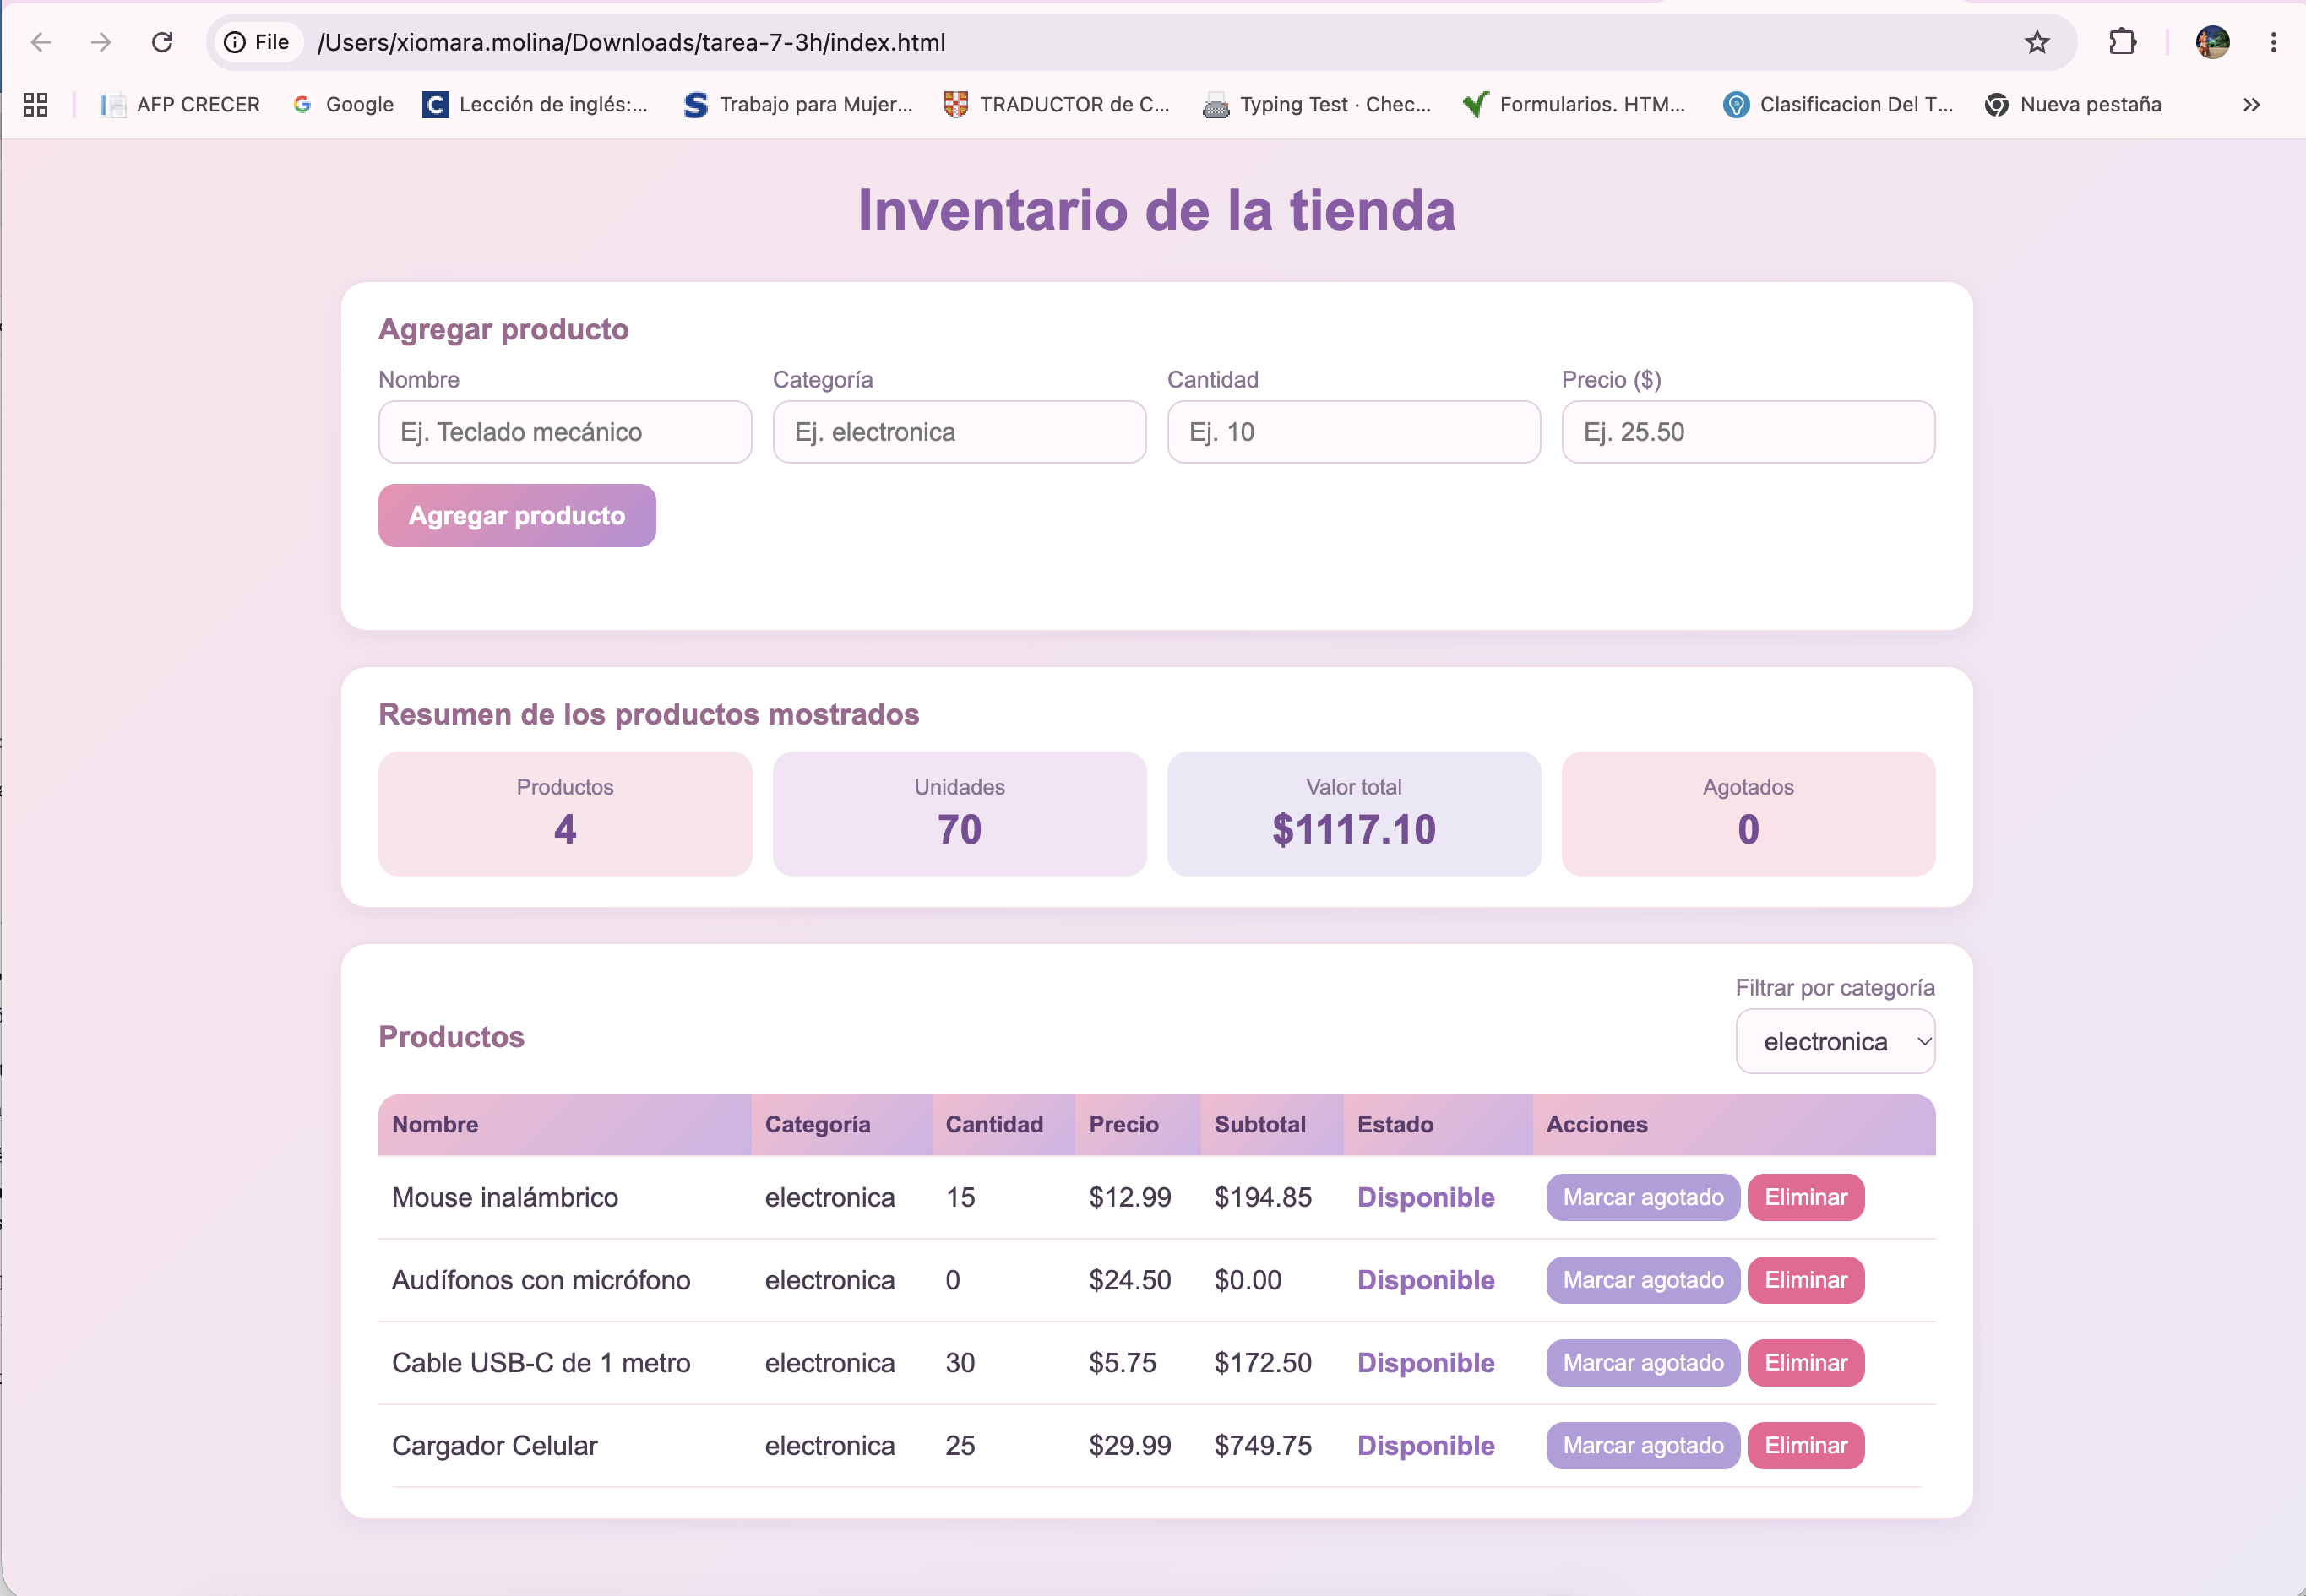 File /Users/xiomara.molina/Downloads/tarea-7-3h/index.html
AFP CRECER Google Lección de inglés:... Trabajo para Mujer... TRADUCTOR de C... Typing Test · Chec... Formularios. HTM... Clasificacion Del T... Nueva pestaña
Inventario de la tienda
Agregar producto
Nombre Categoría Cantidad Precio ($)
Ej. Teclado mecánico Ej. electronica Ej. 10 Ej. 25.50
Agregar producto
Resumen de los productos mostrados
Productos Unidades Valor total Agotados
4 70 $1117.10 0
Filtrar por categoría
Productos
electronica
Nombre Categoría Cantidad Precio Subtotal Estado Acciones
Mouse inalámbrico electronica 15 $12.99 $194.85 Disponible Marcar agotado Eliminar
Audífonos con micrófono electronica 0 $24.50 $0.00 Disponible Marcar agotado Eliminar
Cable USB-C de 1 metro electronica 30 $5.75 $172.50 Disponible Marcar agotado Eliminar
Cargador Celular electronica 25 $29.99 $749.75 Disponible Marcar agotado Eliminar